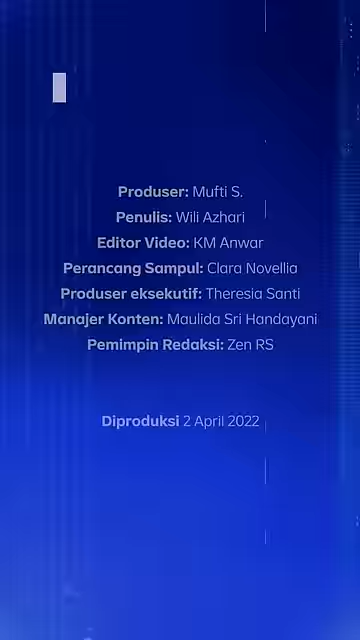 Produser: Mufti S.
Penulis: Wili Azhari
Editor Video: KM Anwar
Perancang Sampul: Clara Novellia
Produser eksekutif: Theresia Santi
Manajer Konten: Maulida Sri Handayani
Pemimpin Redaksi: Zen RS
Diproduksi 2 April 2022